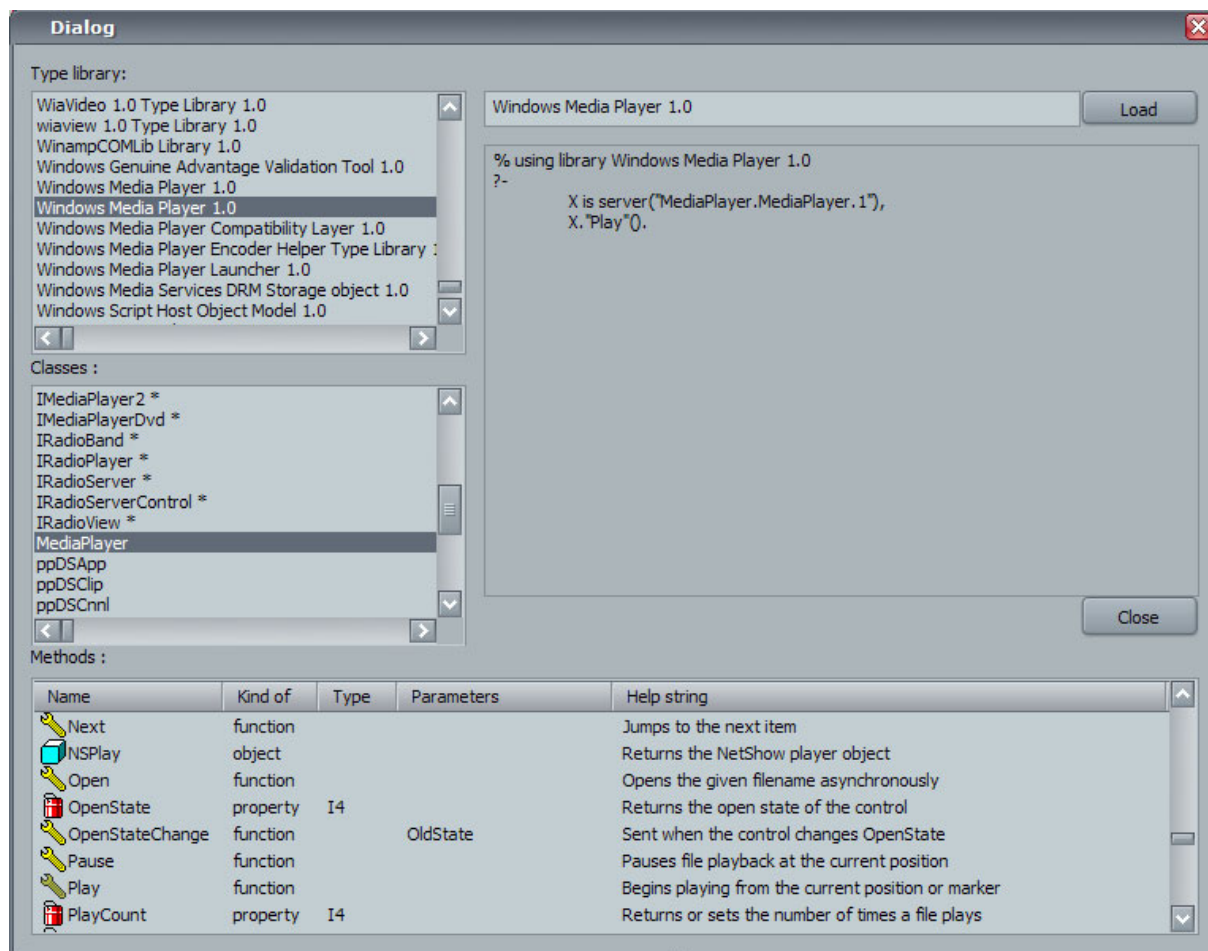 Dialog
Type library:
WiaVideo 1.0 Type Library 1.0
wiaview 1.0 Type Library 1.0
WinampCOMLib Library 1.0
Windows Genuine Advantage Validation Tool 1.0
Windows Media Player 1.0
Windows Media Player 1.0
Windows Media Player Compatibility Layer 1.0
Windows Media Player Encoder Helper Type Library
Windows Media Player Launcher 1.0
Windows Media Services DRM Storage object 1.0
Windows Script Host Object Model 1.0
Windows Media Player 1.0
Load
% using library Windows Media Player 1.0
?-
X is server("MediaPlayer.MediaPlayer.1"),
X."Play"().
Classes :
IMediaPlayer2 *
IMediaPlayerDvd *
IRadioBand *
IRadioPlayer *
IRadioServer *
IRadioServerControl *
IRadioView *
MediaPlayer
ppDSApp
ppDSClip
ppDSCnnl
Close
Methods :
Name Kind of Type Parameters Help string
Next function Jumps to the next item
NSPlay object Returns the NetShow player object
Open function Opens the given filename asynchronously
OpenState property I4 Returns the open state of the control
OpenStateChange function OldState Sent when the control changes OpenState
Pause function Pauses file playback at the current position
Play function Begins playing from the current position or marker
PlayCount property I4 Returns or sets the number of times a file plays